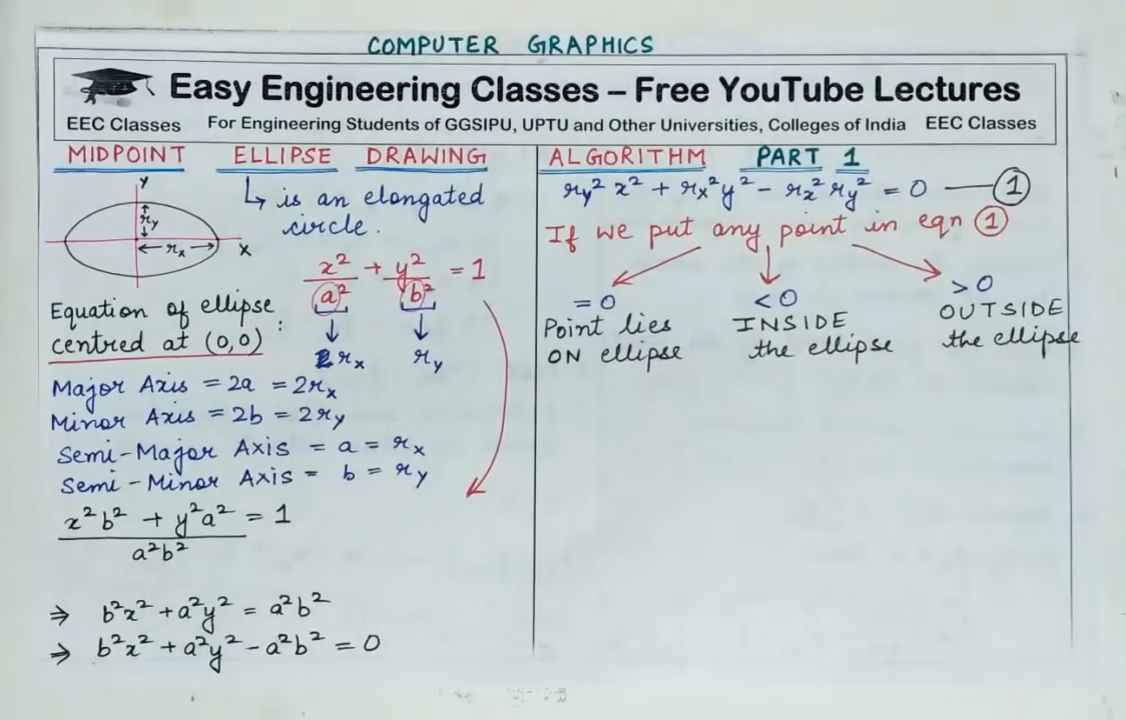 COMPUTER GRAPHICS
Easy Engineering Classes – Free YouTube Lectures
EEC Classes For Engineering Students of GGSIPU, UPTU and Other Universities, Colleges of India EEC Classes
MIDPOINT ELLIPSE DRAWING ALGORITHM PART 1
Y
ry
rx
X
↳ is an elongated
circle.
x²/a² + y²/b² = 1
↓ ↓
rx ry
Equation of ellipse
centred at (0,0) :
Major Axis = 2a = 2rx
Minor Axis = 2b = 2ry
Semi-Major Axis = a = rx
Semi-Minor Axis = b = ry
x²b² + y²a² = 1
a²b²
⇒ b²x² + a²y² = a²b²
⇒ b²x² + a²y² - a²b² = 0
ry² x² + rx² y² - rx² ry² = 0 — ①
If we put any point in eqn ①
= 0
Point lies
ON ellipse
< 0
INSIDE
the ellipse
> 0
OUTSIDE
the ellipse